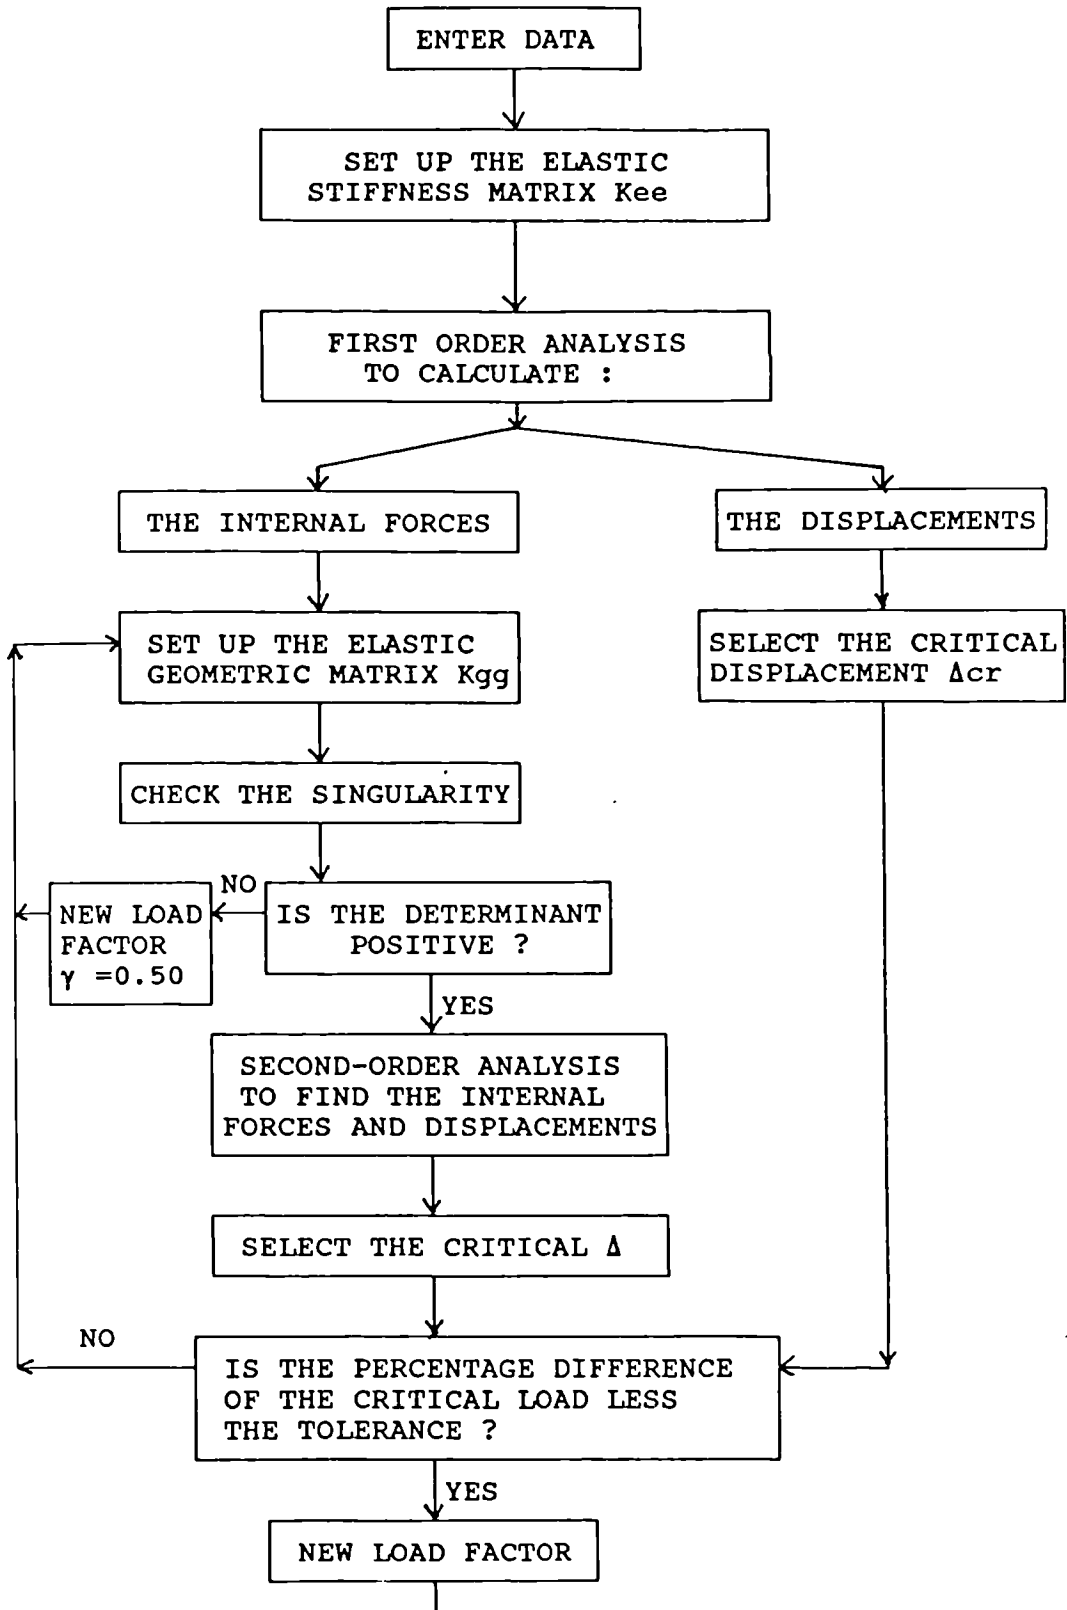 ENTER DATA
SET UP THE ELASTIC
STIFFNESS MATRIX Kee
FIRST ORDER ANALYSIS
TO CALCULATE :
THE INTERNAL FORCES
THE DISPLACEMENTS
SET UP THE ELASTIC
GEOMETRIC MATRIX Kgg
SELECT THE CRITICAL
DISPLACEMENT Δcr
CHECK THE SINGULARITY
NO
NEW LOAD
FACTOR
γ =0.50
IS THE DETERMINANT
POSITIVE ?
YES
SECOND-ORDER ANALYSIS
TO FIND THE INTERNAL
FORCES AND DISPLACEMENTS
SELECT THE CRITICAL Δ
NO
IS THE PERCENTAGE DIFFERENCE
OF THE CRITICAL LOAD LESS
THE TOLERANCE ?
YES
NEW LOAD FACTOR